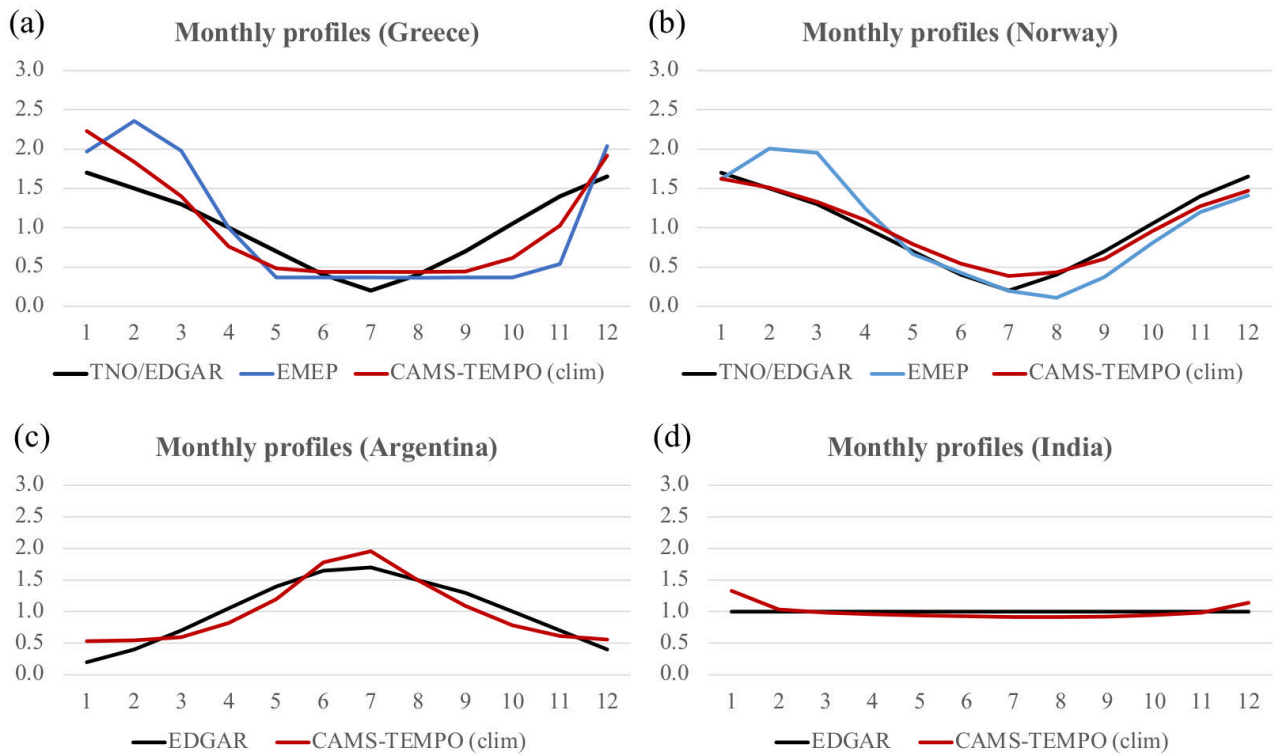 (a)
Monthly profiles (Greece)
3.0
2.5
2.0
1.5
1.0
0.5
0.0
1 2 3 4 5 6 7 8 9 10 11 12
TNO/EDGAR EMEP CAMS-TEMPO (clim)
(b)
Monthly profiles (Norway)
3.0
2.5
2.0
1.5
1.0
0.5
0.0
1 2 3 4 5 6 7 8 9 10 11 12
TNO/EDGAR EMEP CAMS-TEMPO (clim)
(c)
Monthly profiles (Argentina)
3.0
2.5
2.0
1.5
1.0
0.5
0.0
1 2 3 4 5 6 7 8 9 10 11 12
EDGAR CAMS-TEMPO (clim)
(d)
Monthly profiles (India)
3.0
2.5
2.0
1.5
1.0
0.5
0.0
1 2 3 4 5 6 7 8 9 10 11 12
EDGAR CAMS-TEMPO (clim)